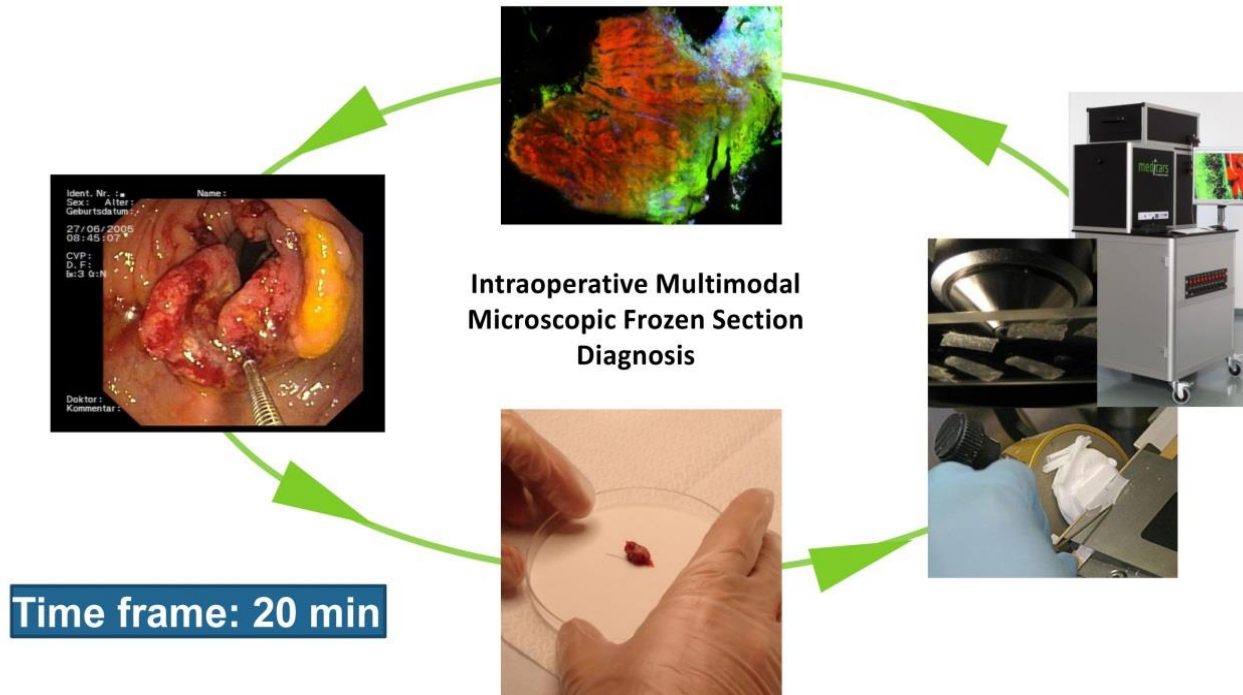 medicars
Ident. Nr. :
Name:
Sex: Alter:
Geburtsdatum:
27/06/2005
08:45:07
CVP:
D.F:
Doktor:
Kommentar:
Intraoperative Multimodal
Microscopic Frozen Section
Diagnosis
Time frame: 20 min